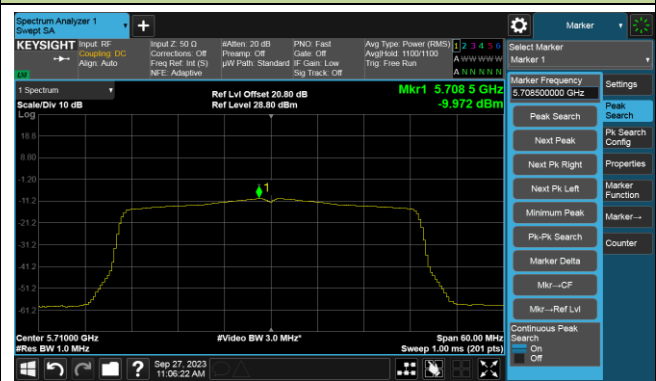 Spectrum Analyzer 1
Swept SA
Marker
KEYSIGHT
Input: RF
Coupling: DC
Align: Auto
Input Z: 50 Ω
Corrections: Off
Freq Ref: Int (S)
NFE: Adaptive
#Atten: 20 dB
Preamp: Off
µW Path: Standard
PNO: Fast
Gate: Off
IF Gain: Low
Sig Track: Off
Avg Type: Power (RMS)
Avg|Hold: 1100/1100
Trig: Free Run
1 2 3 4 5 6
A W W W W W
A N N N N N
Select Marker
Marker 1
1 Spectrum
Scale/Div 10 dB
Log
Ref Lvl Offset 20.80 dB
Ref Level 28.80 dBm
Mkr1 5.708 5 GHz
-9.972 dBm
18.8
8.80
-1.20
-11.2
-21.2
-31.2
-41.2
-51.2
-61.2
1
Center 5.71000 GHz
#Res BW 1.0 MHz
#Video BW 3.0 MHz*
Span 60.00 MHz
Sweep 1.00 ms (201 pts)
Marker Frequency
5.708500000 GHz
Peak Search
Next Peak
Next Pk Right
Next Pk Left
Minimum Peak
Pk-Pk Search
Marker Delta
Mkr→CF
Mkr→Ref Lvl
Continuous Peak
Search
On
Off
Settings
Peak
Search
Pk Search
Config
Properties
Marker
Function
Marker→
Counter
Sep 27, 2023
11:06:22 AM